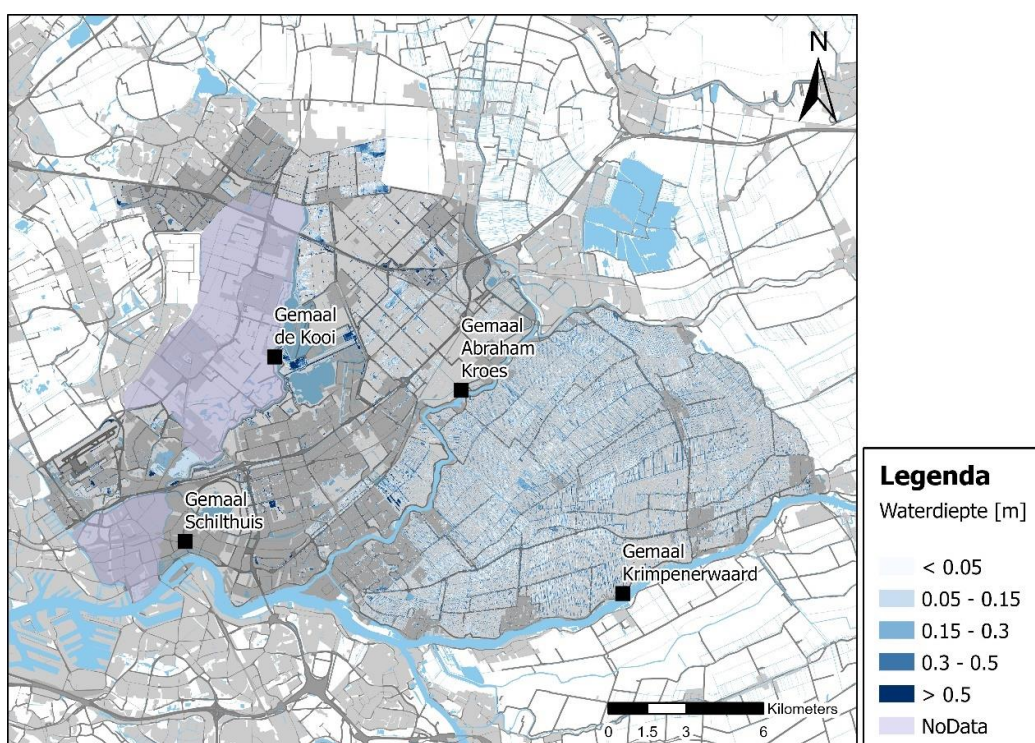 N
Gemaal
de Kooi
Gemaal
Abraham
Kroes
Gemaal
Schilthuis
Gemaal
Krimpenerwaard
Kilometers
0 1.5 3 6
Legenda
Waterdiepte [m]
< 0.05
0.05 - 0.15
0.15 - 0.3
0.3 - 0.5
> 0.5
NoData